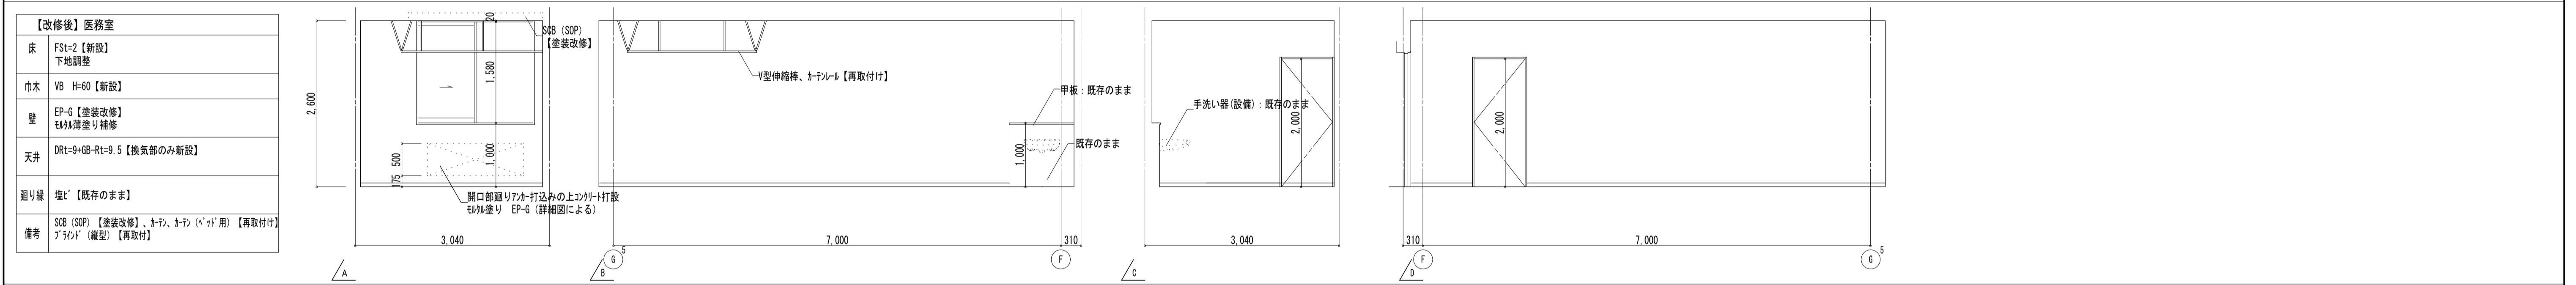 【改修後】医務室
床
FSt=2【新設】
下地調整
巾木
VB H=60【新設】
壁
EP-G【塗装改修】
ﾓﾙﾀﾙ薄塗り補修
天井
DRt=9+GB-Rt=9.5【換気部のみ新設】
廻り縁
塩ﾋﾞ【既存のまま】
備考
SCB（SOP）【塗装改修】、ｶｰﾃﾝ、ｶｰﾃﾝ（ﾍﾞｯﾄﾞ用）【再取付け】
ﾌﾞﾗｲﾝﾄﾞ（縦型）【再取付】
2,600
20
SCB（SOP）
【塗装改修】
1,580
500
1,000
175
開口部廻りｱﾝｶｰ打込みの上ｺﾝｸﾘｰﾄ打設
ﾓﾙﾀﾙ塗り EP-G（詳細図による）
3,040
A
V型伸縮棒、ｶｰﾃﾝﾚｰﾙ【再取付け】
甲板：既存のまま
既存のまま
1,000
7,000
310
B
G
5
F
手洗い器(設備)：既存のまま
2,000
3,040
C
2,000
310
7,000
D
F
G
5